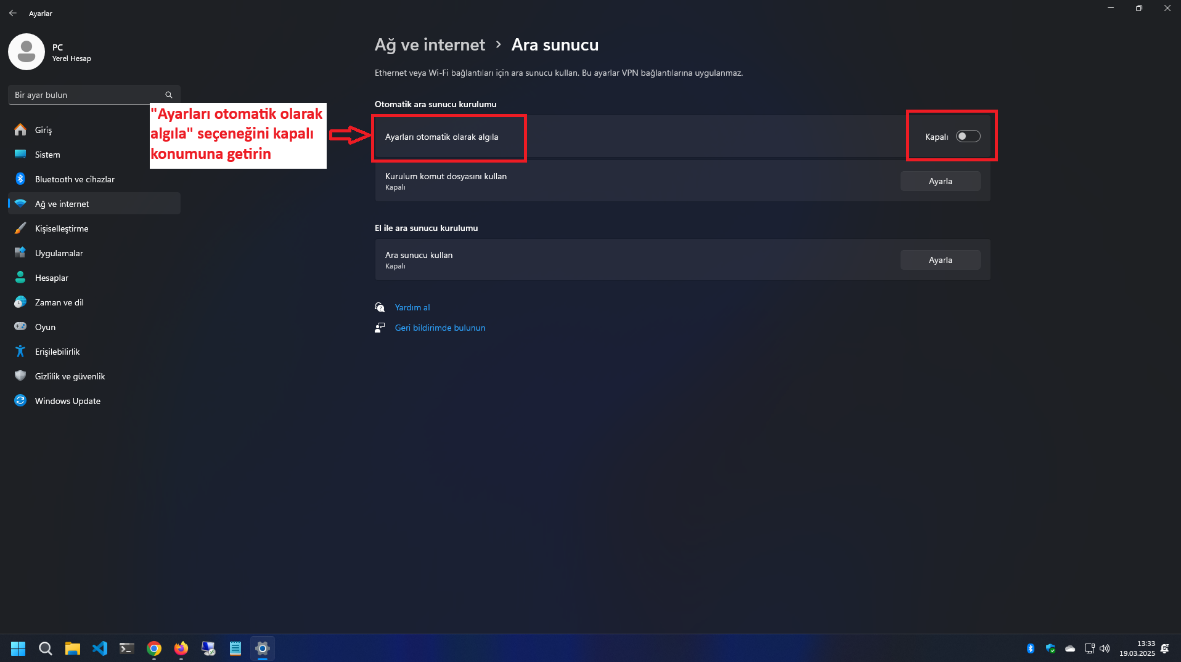 Ayarlar
PC
Yerel Hesap
Bir ayar bulun
Giriş
Sistem
Bluetooth ve cihazlar
Ağ ve internet
Kişiselleştirme
Uygulamalar
Hesaplar
Zaman ve dil
Oyun
Erişilebilirlik
Gizlilik ve güvenlik
Windows Update
"Ayarları otomatik olarak
algıla" seçeneğini kapalı
konumuna getirin
Ağ ve internet > Ara sunucu
Ethernet veya Wi-Fi bağlantıları için ara sunucu kullan. Bu ayarlar VPN bağlantılarına uygulanmaz.
Otomatik ara sunucu kurulumu
Ayarları otomatik olarak algıla
Kapalı
Kurulum komut dosyasını kullan
Kapalı
Ayarla
El ile ara sunucu kurulumu
Ara sunucu kullan
Kapalı
Ayarla
Yardım al
Geri bildirimde bulunun
13:33
19.03.2025